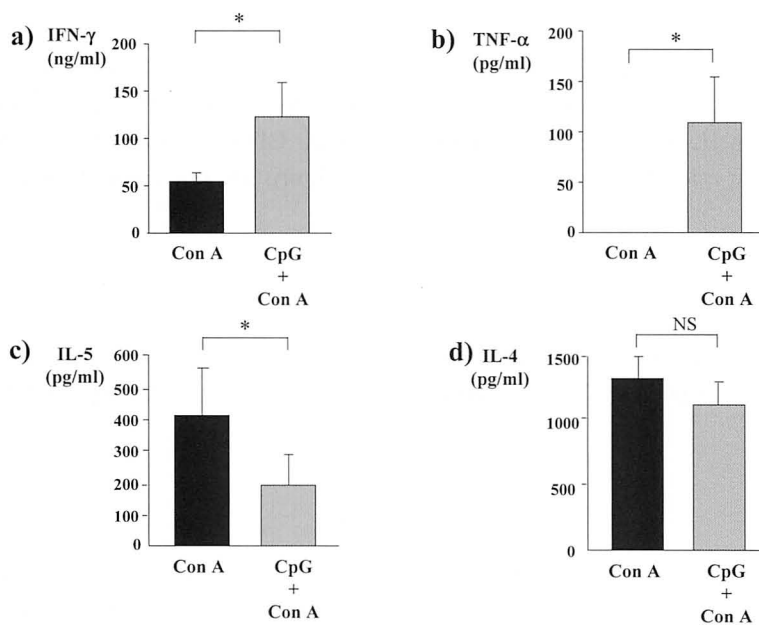 a) IFN-γ
(ng/ml)
*
200
150
100
50
0
Con A
CpG
+
Con A
b) TNF-α
(pg/ml)
*
200
150
100
50
0
Con A
CpG
+
Con A
c) IL-5
(pg/ml)
*
600
500
400
300
200
100
0
Con A
CpG
+
Con A
d) IL-4
(pg/ml)
NS
1500
1000
500
0
Con A
CpG
+
Con A